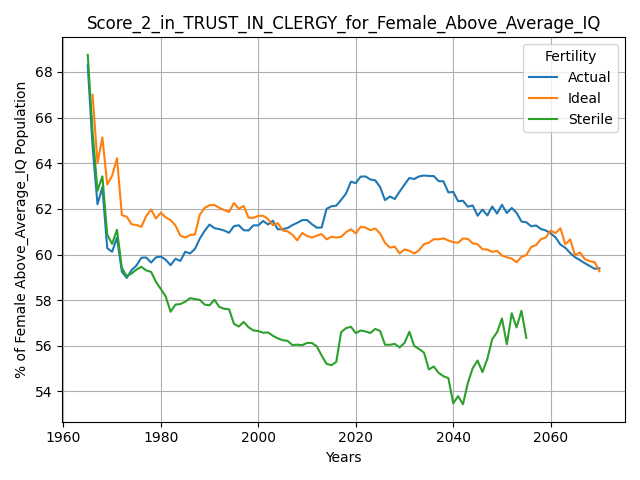 Score_2_in_TRUST_IN_CLERGY_for_Female_Above_Average_IQ
% of Female Above_Average_IQ Population
68
66
64
62
60
58
56
54
Fertility
Actual
Ideal
Sterile
1960
1980
2000
2020
2040
2060
Years